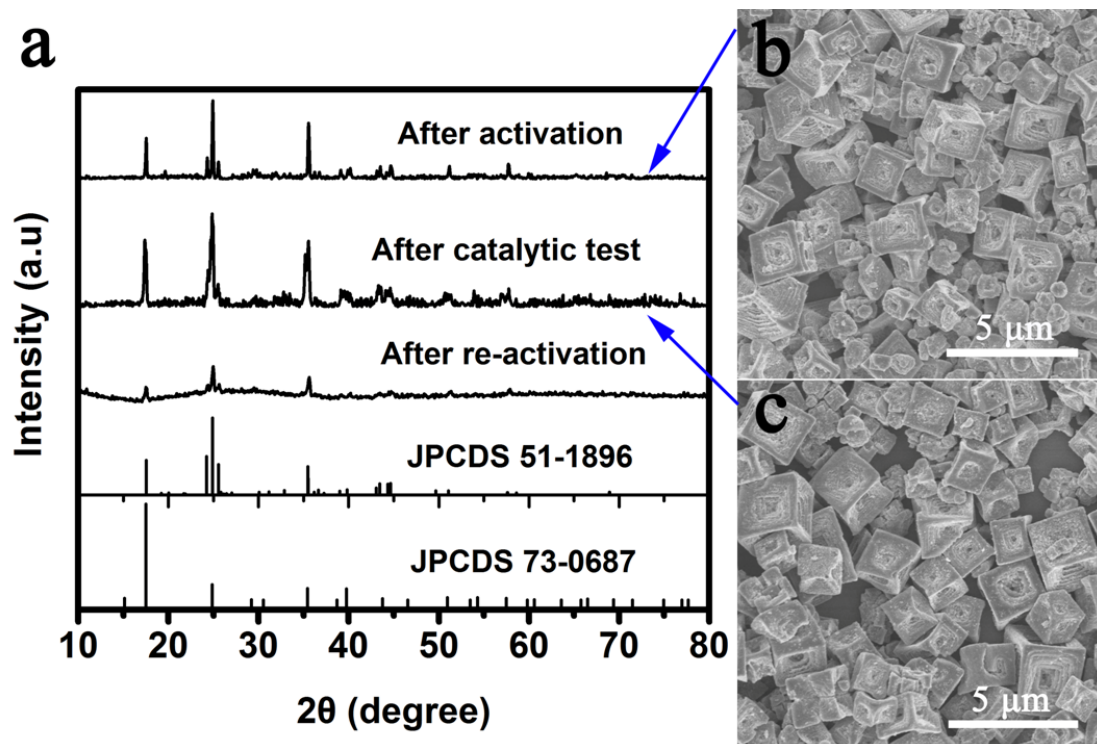 a
After activation
After catalytic test
After re-activation
JPCDS 51-1896
JPCDS 73-0687
Intensity (a.u)
10 20 30 40 50 60 70 80
2θ (degree)
b
5 μm
c
5 μm